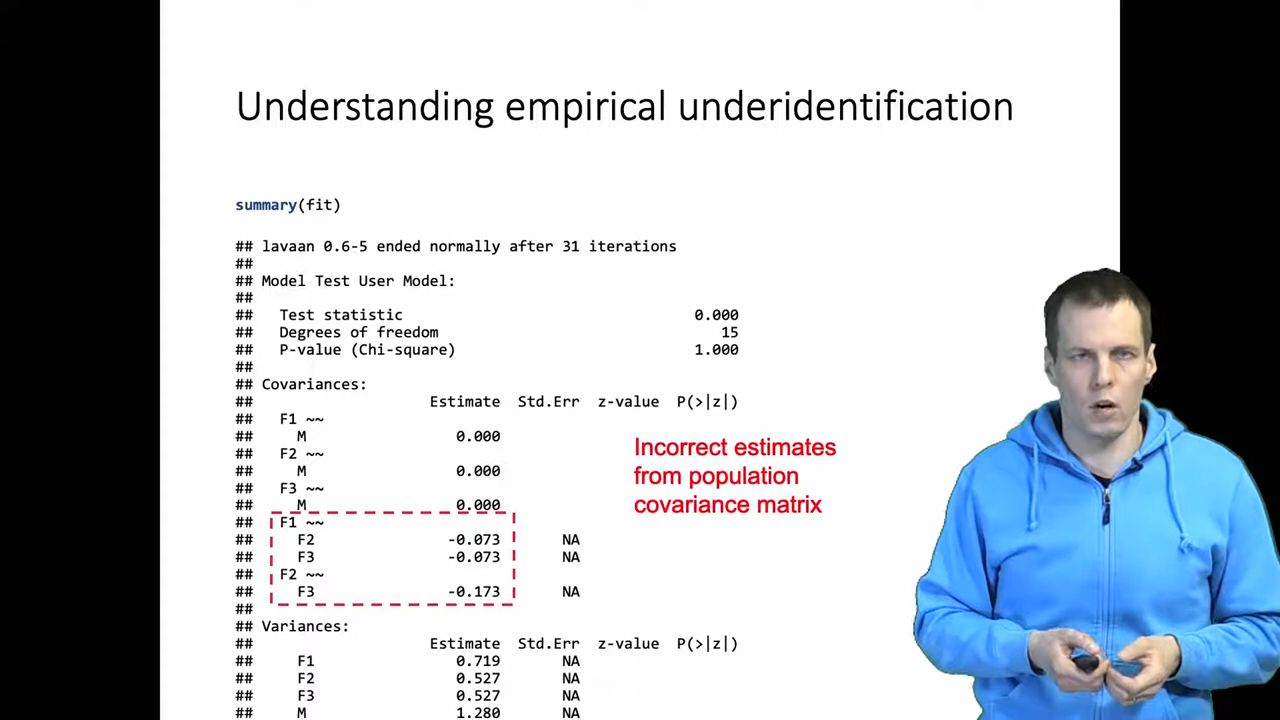 Understanding empirical underidentification
summary(fit)
## lavaan 0.6-5 ended normally after 31 iterations
##
## Model Test User Model:
##
## Test statistic 0.000
## Degrees of freedom 15
## P-value (Chi-square) 1.000
##
## Covariances:
## Estimate Std.Err z-value P(>|z|)
## F1 ~~
## M 0.000
## F2 ~~
## M 0.000
## F3 ~~
## M 0.000
## F1 ~~
## F2 -0.073 NA
## F3 -0.073 NA
## F2 ~~
## F3 -0.173 NA
##
## Variances:
## Estimate Std.Err z-value P(>|z|)
## F1 0.719 NA
## F2 0.527 NA
## F3 0.527 NA
## M 1.280 NA
Incorrect estimates
from population
covariance matrix